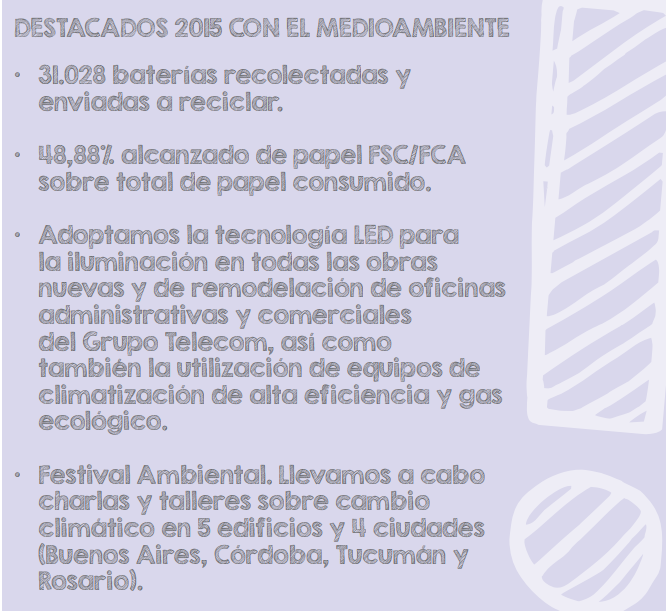 DESTACADOS 2015 CON EL MEDIOAMBIENTE
• 31.028 baterías recolectadas y
enviadas a reciclar.
• 48,88% alcanzado de papel FSC/FCA
sobre total de papel consumido.
• Adoptamos la tecnología LED para
la iluminación en todas las obras
nuevas y de remodelación de oficinas
administrativas y comerciales
del Grupo Telecom, así como
también la utilización de equipos de
climatización de alta eficiencia y gas
ecológico.
• Festival Ambiental. Llevamos a cabo
charlas y talleres sobre cambio
climático en 5 edificios y 4 ciudades
(Buenos Aires, Córdoba, Tucumán y
Rosario).